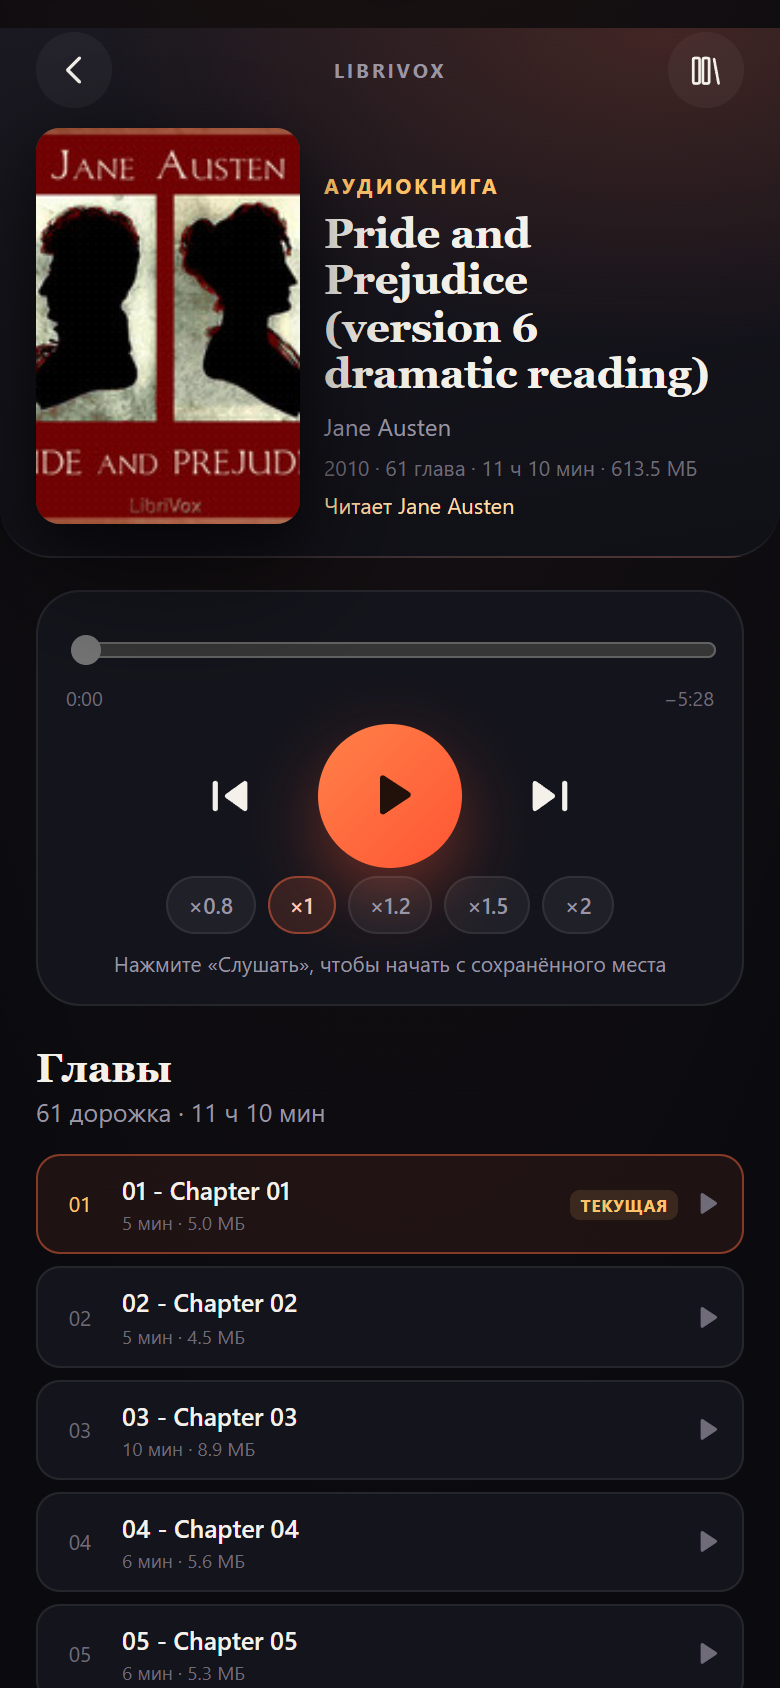 LIBRIVOX
JANE AUSTEN
IDE AND PREJUD
LibriVox
АУДИОКНИГА
Pride and
Prejudice
(version 6
dramatic reading)
Jane Austen
2010 · 61 глава · 11 ч 10 мин · 613.5 МБ
Читает Jane Austen
0:00
−5:28
×0.8
×1
×1.2
×1.5
×2
Нажмите «Слушать», чтобы начать с сохранённого места
Главы
61 дорожка · 11 ч 10 мин
01
01 - Chapter 01
5 мин · 5.0 МБ
ТЕКУЩАЯ
02
02 - Chapter 02
5 мин · 4.5 МБ
03
03 - Chapter 03
10 мин · 8.9 МБ
04
04 - Chapter 04
6 мин · 5.6 МБ
05
05 - Chapter 05
6 мин · 5.3 МБ